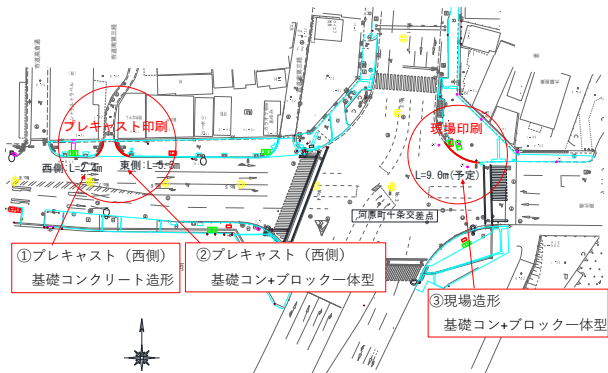 プレキャスト印刷
西側:L=2.4m
東側:L=5.3m
現場印刷
L=9.0m(予定)
河原町十条交差点
①プレキャスト（西側）
基礎コンクリート造形
②プレキャスト（西側）
基礎コン+ブロック一体型
③現場造形
基礎コン+ブロック一体型